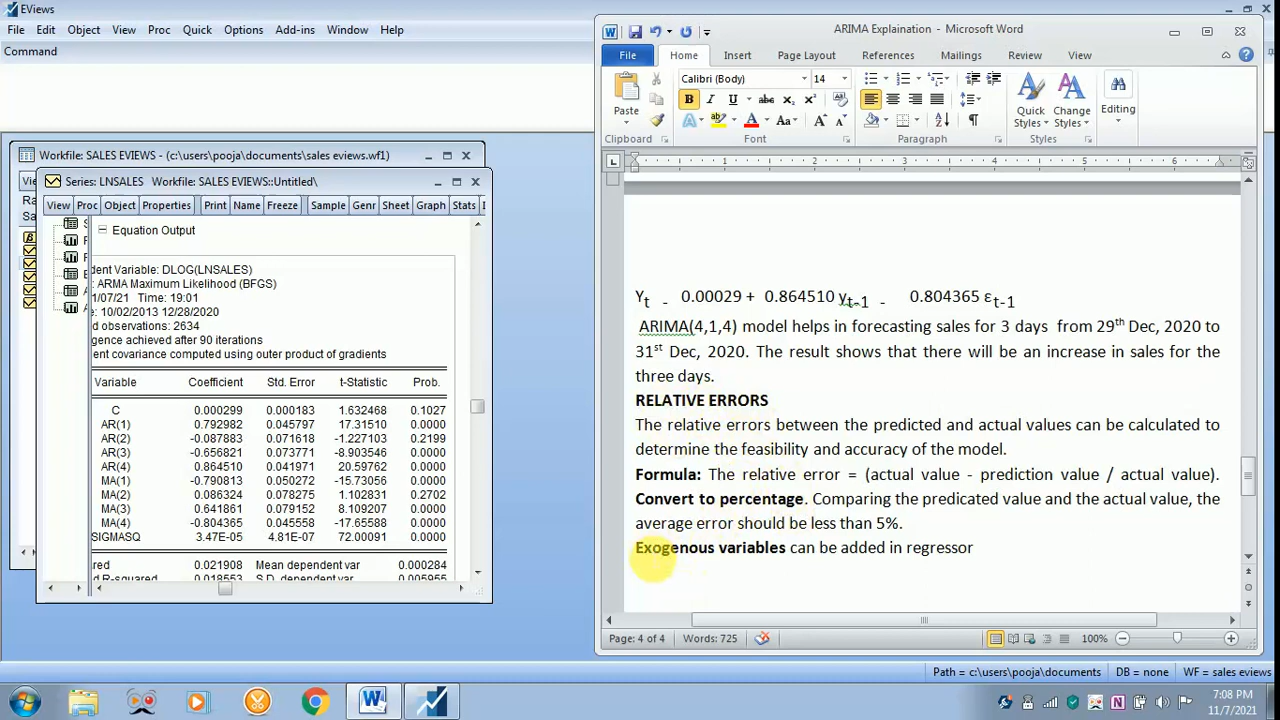 EViews
File Edit Object View Proc Quick Options Add-ins Window Help
Command
Workfile: SALES EVIEWS - (c:\users\pooja\documents\sales eviews.wf1)
Series: LNSALES Workfile: SALES EVIEWS::Untitled\
View Proc Object Properties Print Name Freeze Sample Genr Sheet Graph Stats
Equation Output
dent Variable: DLOG(LNSALES)
: ARMA Maximum Likelihood (BFGS)
1/07/21 Time: 19:01
e: 10/02/2013 12/28/2020
d observations: 2634
ergence achieved after 90 iterations
ent covariance computed using outer product of gradients
Variable Coefficient Std. Error t-Statistic Prob.
C 0.000299 0.000183 1.632468 0.1027
AR(1) 0.792982 0.045797 17.31510 0.0000
AR(2) -0.087883 0.071618 -1.227103 0.2199
AR(3) -0.656821 0.073771 -8.903546 0.0000
AR(4) 0.864510 0.041971 20.59762 0.0000
MA(1) -0.790813 0.050272 -15.73056 0.0000
MA(2) 0.086324 0.078275 1.102831 0.2702
MA(3) 0.641861 0.079152 8.109207 0.0000
MA(4) -0.804365 0.045558 -17.65588 0.0000
SIGMASQ 3.47E-05 4.81E-07 72.00091 0.0000
ared 0.021908 Mean dependent var 0.000284
d R-squared 0.018553 S.D. dependent var 0.005955
ARIMA Explaination - Microsoft Word
File Home Insert Page Layout References Mailings Review View
Calibri (Body) 14
Paste
Quick Styles
Change Styles
Editing
Clipboard Font Paragraph Styles
1 2 3 4 5 6
Yt - 0.00029 + 0.864510 yt-1 - 0.804365 εt-1
ARIMA(4,1,4) model helps in forecasting sales for 3 days from 29th Dec, 2020 to
31st Dec, 2020. The result shows that there will be an increase in sales for the
three days.
RELATIVE ERRORS
The relative errors between the predicted and actual values can be calculated to
determine the feasibility and accuracy of the model.
Formula: The relative error = (actual value - prediction value / actual value).
Convert to percentage. Comparing the predicated value and the actual value, the
average error should be less than 5%.
Exogenous variables can be added in regressor
Page: 4 of 4 Words: 725 100%
Path = c:\users\pooja\documents DB = none WF = sales eviews
7:08 PM
11/7/2021